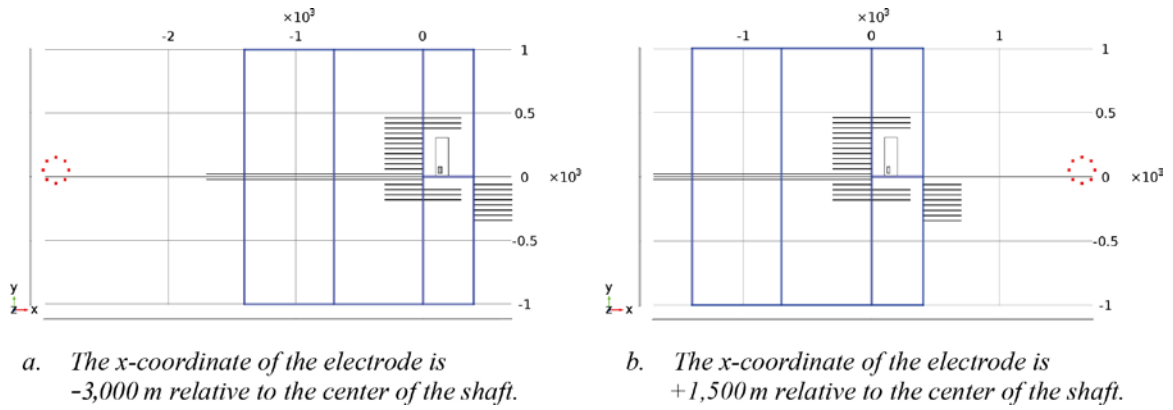 ×10³ ×10³
-2 -1 0 -1 0 1
1 1
0.5 0.5
0 ×10³ 0 ×10³
-0.5 -0.5
y y
z x -1 z x -1
a. The x-coordinate of the electrode is
-3,000 m relative to the center of the shaft.
b. The x-coordinate of the electrode is
+1,500 m relative to the center of the shaft.